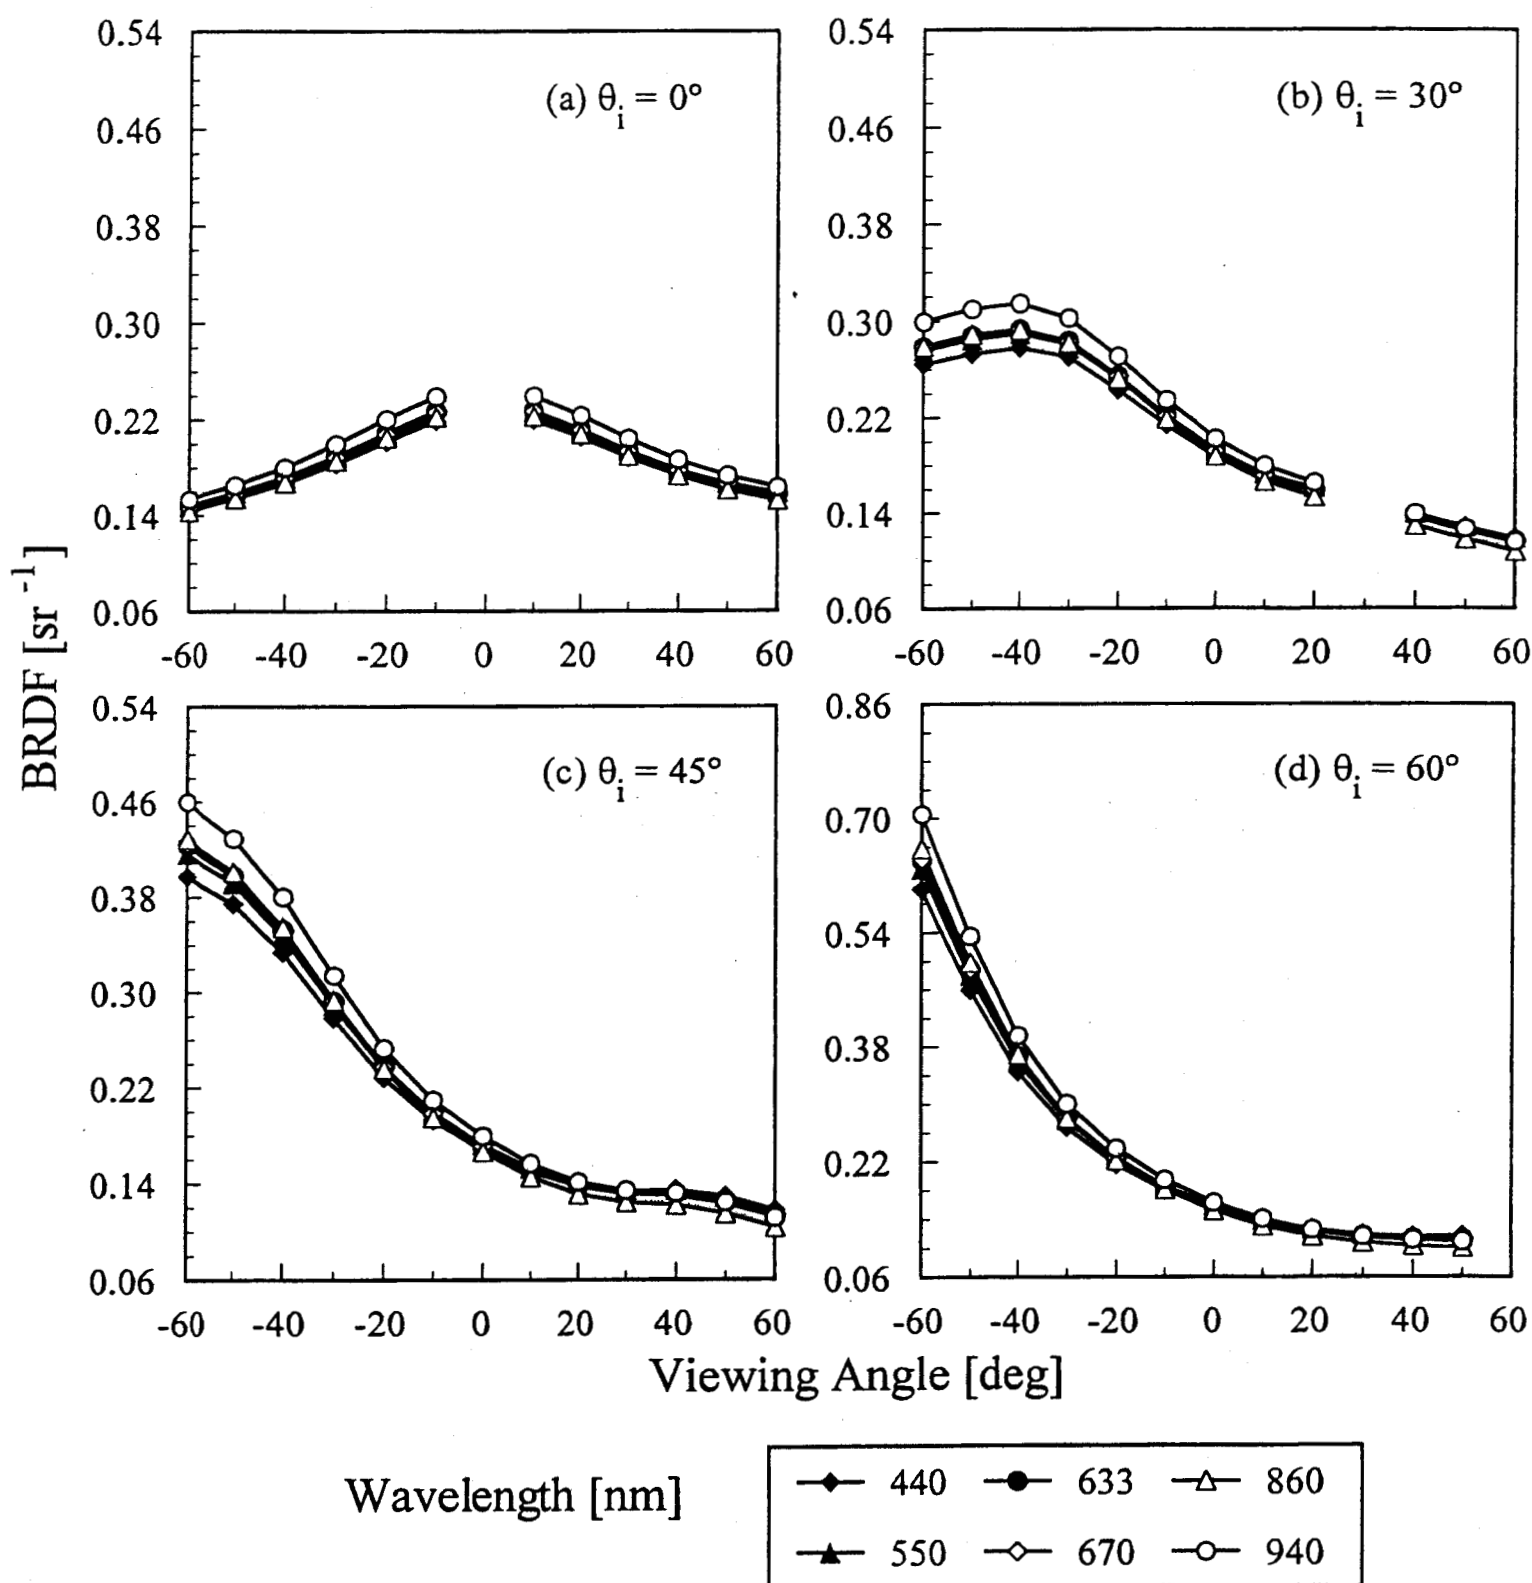 0.54
0.46
0.38
0.30
0.22
0.14
0.06
(a) θi = 0°
-60 -40 -20 0 20 40 60
0.54
0.46
0.38
0.30
0.22
0.14
0.06
(b) θi = 30°
-60 -40 -20 0 20 40 60
BRDF [sr -1]
0.54
0.46
0.38
0.30
0.22
0.14
0.06
(c) θi = 45°
-60 -40 -20 0 20 40 60
0.86
0.70
0.54
0.38
0.22
0.06
(d) θi = 60°
-60 -40 -20 0 20 40 60
Viewing Angle [deg]
Wavelength [nm]
440 633 860
550 670 940